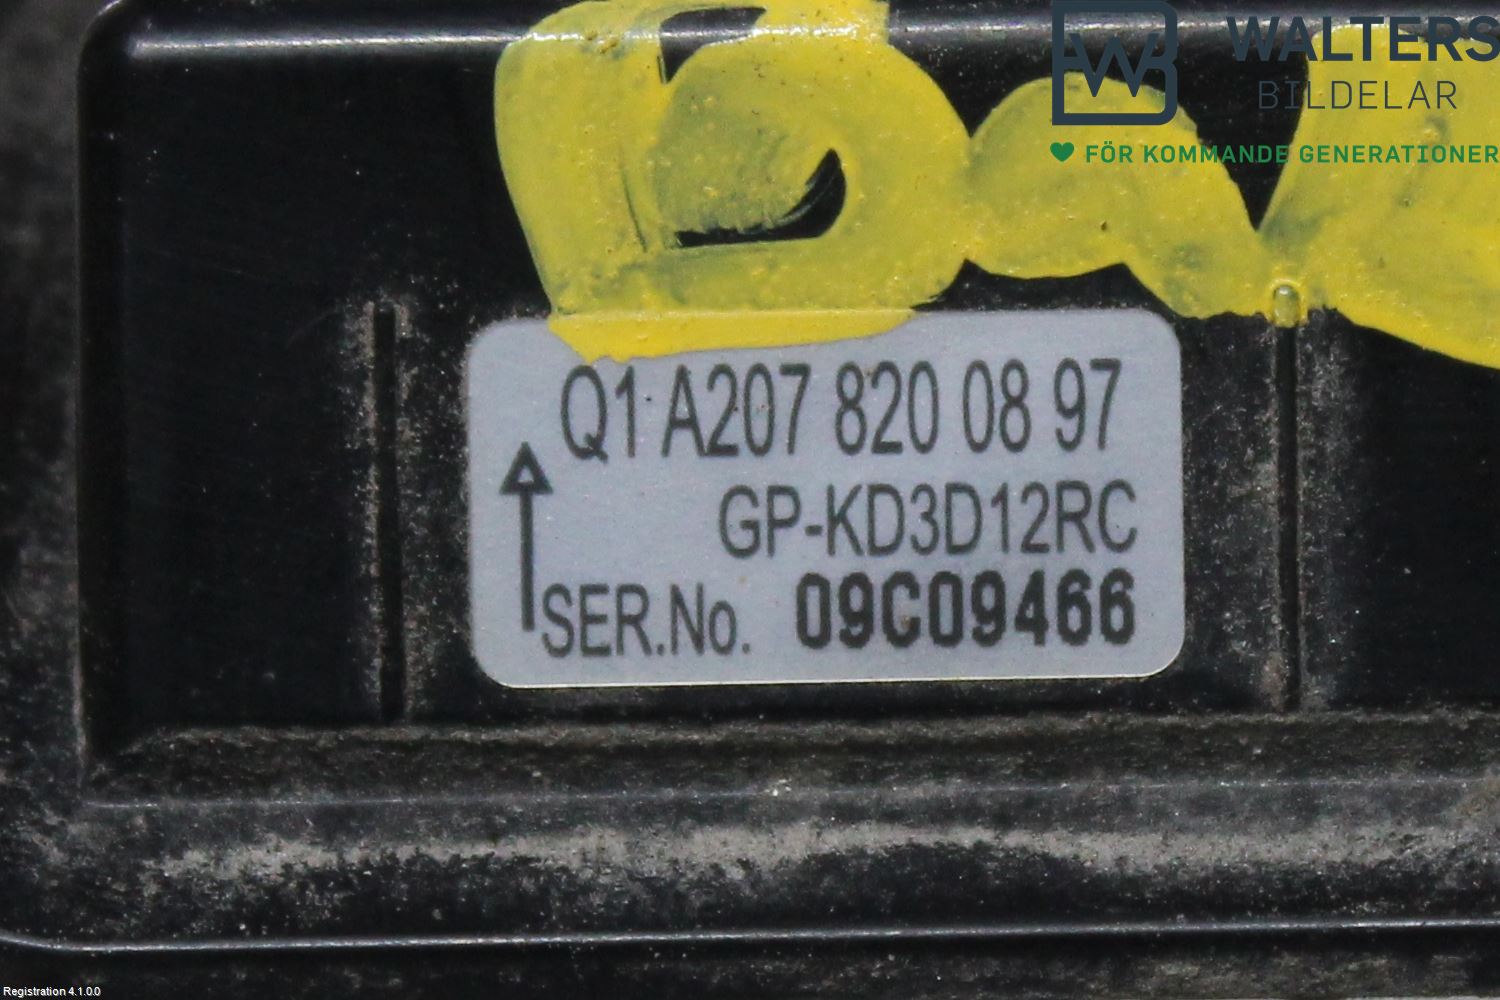 WALTERS
BILDELAR
FÖR KOMMANDE GENERATIONER
Q1 A207 820 08 97
GP-KD3D12RC
SER.No. 09C09466
Registration 4.1.0.0